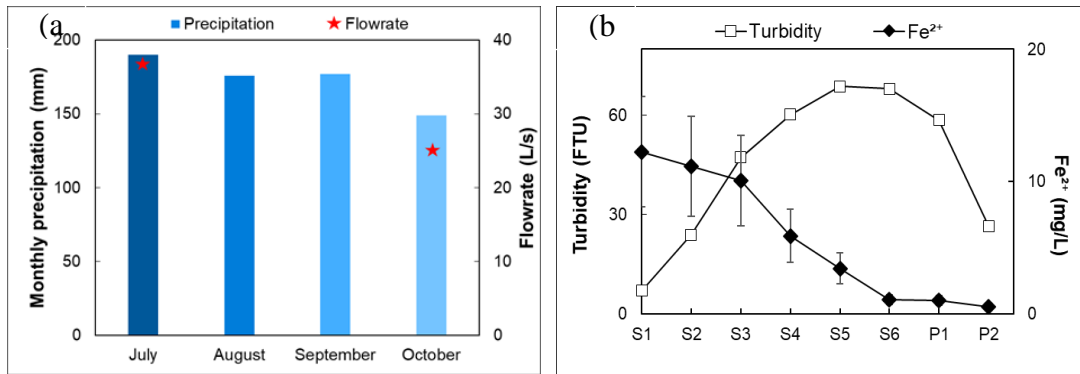 (a
Precipitation
Flowrate
Monthly precipitation (mm)
200
150
100
50
0
40
30
20
10
0
Flowrate (L/s)
July
August
September
October
(b
Turbidity
Fe²⁺
Turbidity (FTU)
60
30
0
20
10
0
Fe²⁺ (mg/L)
S1
S2
S3
S4
S5
S6
P1
P2